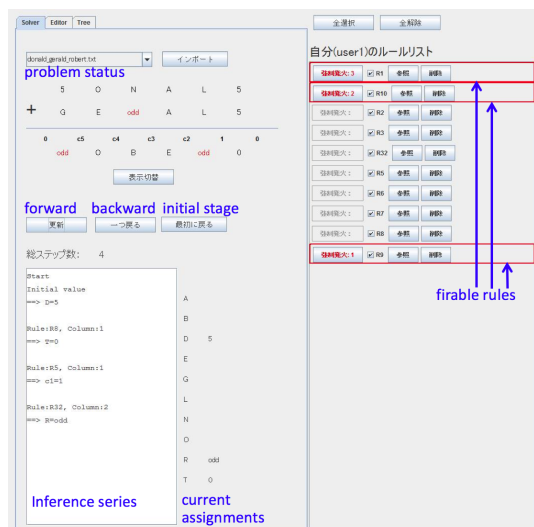 Solver Editor Tree
donald_gerald_robert.txt インポート
problem status
5 O N A L 5
+ G E odd A L 5
0 c5 c4 c3 c2 1 0
odd O B E odd 0
表示切替
forward backward initial stage
更新 一つ戻る 最初に戻る
総ステップ数: 4
Start
Initial value
==> D=5
Rule:R8, Column:1
==> T=0
Rule:R5, Column:1
==> c1=1
Rule:R32, Column:2
==> R=odd
Inference series
A
B
D 5
E
G
L
N
O
R odd
T 0
current
assignments
全選択 全解除
自分(user1)のルールリスト
強制発火: 3 R1 参照 削除
強制発火: 2 R10 参照 削除
強制発火: R2 参照 削除
強制発火: R3 参照 削除
強制発火: R32 参照 削除
強制発火: R5 参照 削除
強制発火: R6 参照 削除
強制発火: R7 参照 削除
強制発火: R8 参照 削除
強制発火: 1 R9 参照 削除
firable rules